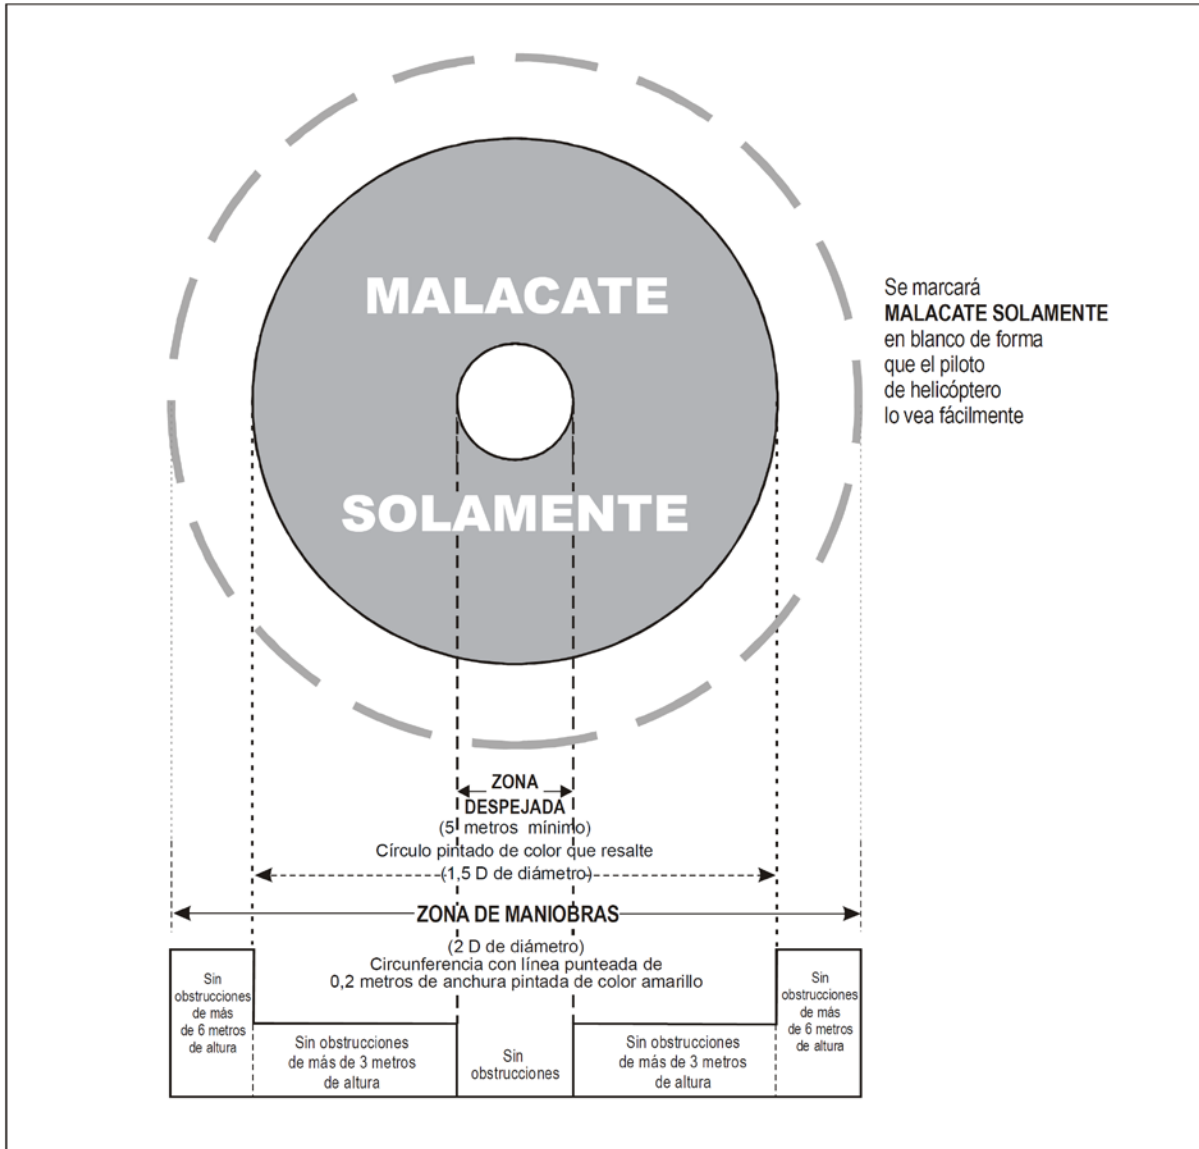 MALACATE
SOLAMENTE
Se marcará
MALACATE SOLAMENTE
en blanco de forma
que el piloto
de helicóptero
lo vea fácilmente
ZONA
DESPEJADA
(5 metros mínimo)
Círculo pintado de color que resalte
(1,5 D de diámetro)
ZONA DE MANIOBRAS
(2 D de diámetro)
Circunferencia con línea punteada de
0,2 metros de anchura pintada de color amarillo
Sin
obstrucciones
de más
de 6 metros
de altura
Sin obstrucciones
de más de 3 metros
de altura
Sin
obstrucciones
Sin obstrucciones
de más de 3 metros
de altura
Sin
obstrucciones
de más
de 6 metros
de altura